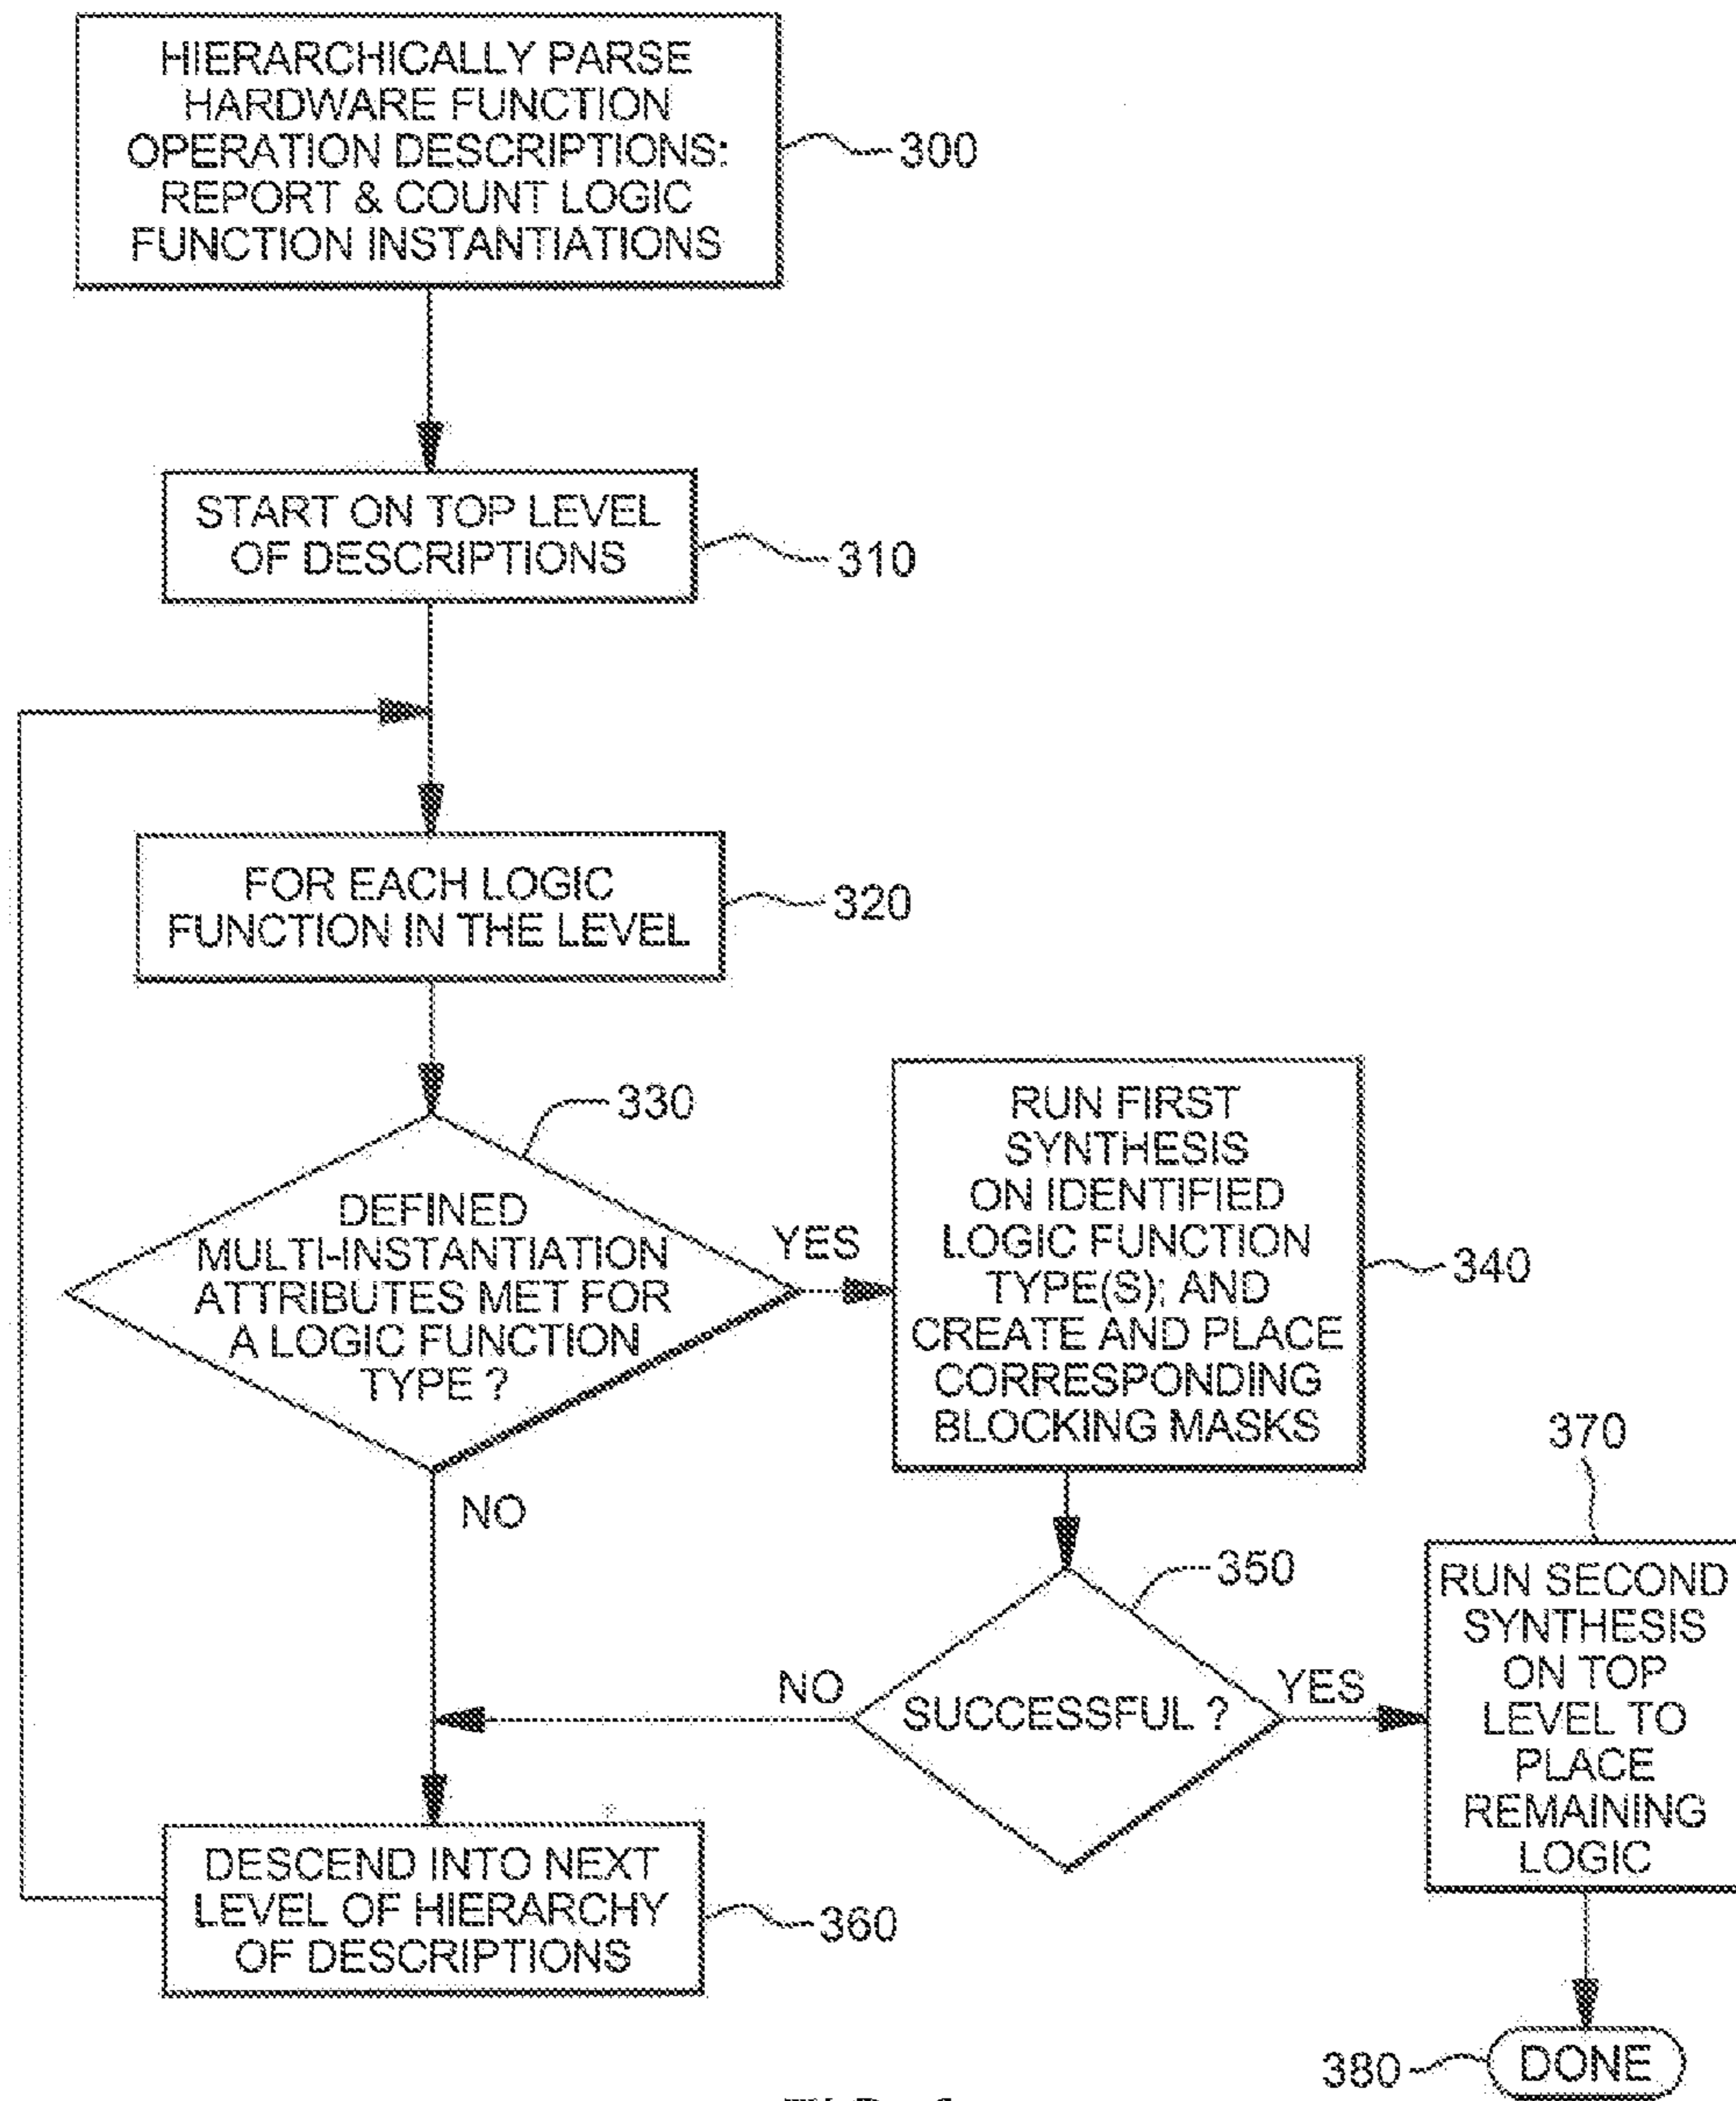 HIERARCHICALLY PARSE
HARDWARE FUNCTION
OPERATION DESCRIPTIONS:
REPORT & COUNT LOGIC
FUNCTION INSTANTIATIONS
300
START ON TOP LEVEL
OF DESCRIPTIONS
310
FOR EACH LOGIC
FUNCTION IN THE LEVEL
320
330
DEFINED
MULTI-INSTANTIATION
ATTRIBUTES MET FOR
A LOGIC FUNCTION
TYPE ?
YES
NO
RUN FIRST
SYNTHESIS
ON IDENTIFIED
LOGIC FUNCTION
TYPE(S); AND
CREATE AND PLACE
CORRESPONDING
BLOCKING MASKS
340
350
SUCCESSFUL ?
NO
YES
370
RUN SECOND
SYNTHESIS
ON TOP
LEVEL TO
PLACE
REMAINING
LOGIC
DESCEND INTO NEXT
LEVEL OF HIERARCHY
OF DESCRIPTIONS
360
380
DONE